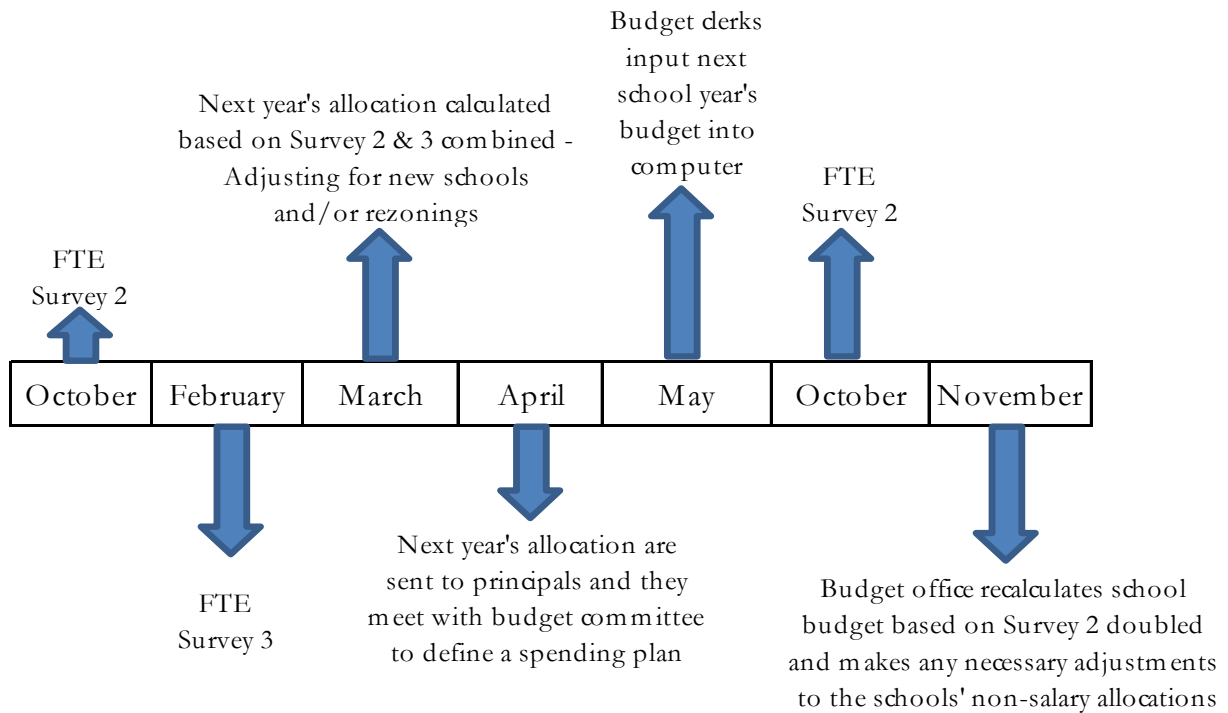 Budget clerks
input next
school year's
budget into
computer
Next year's allocation calculated
based on Survey 2 & 3 combined -
Adjusting for new schools
and/or rezonings
FTE
Survey 2
FTE
Survey 2
October
February
March
April
May
October
November
FTE
Survey 3
Next year's allocation are
sent to principals and they
meet with budget committee
to define a spending plan
Budget office recalculates school
budget based on Survey 2 doubled
and makes any necessary adjustments
to the schools' non-salary allocations